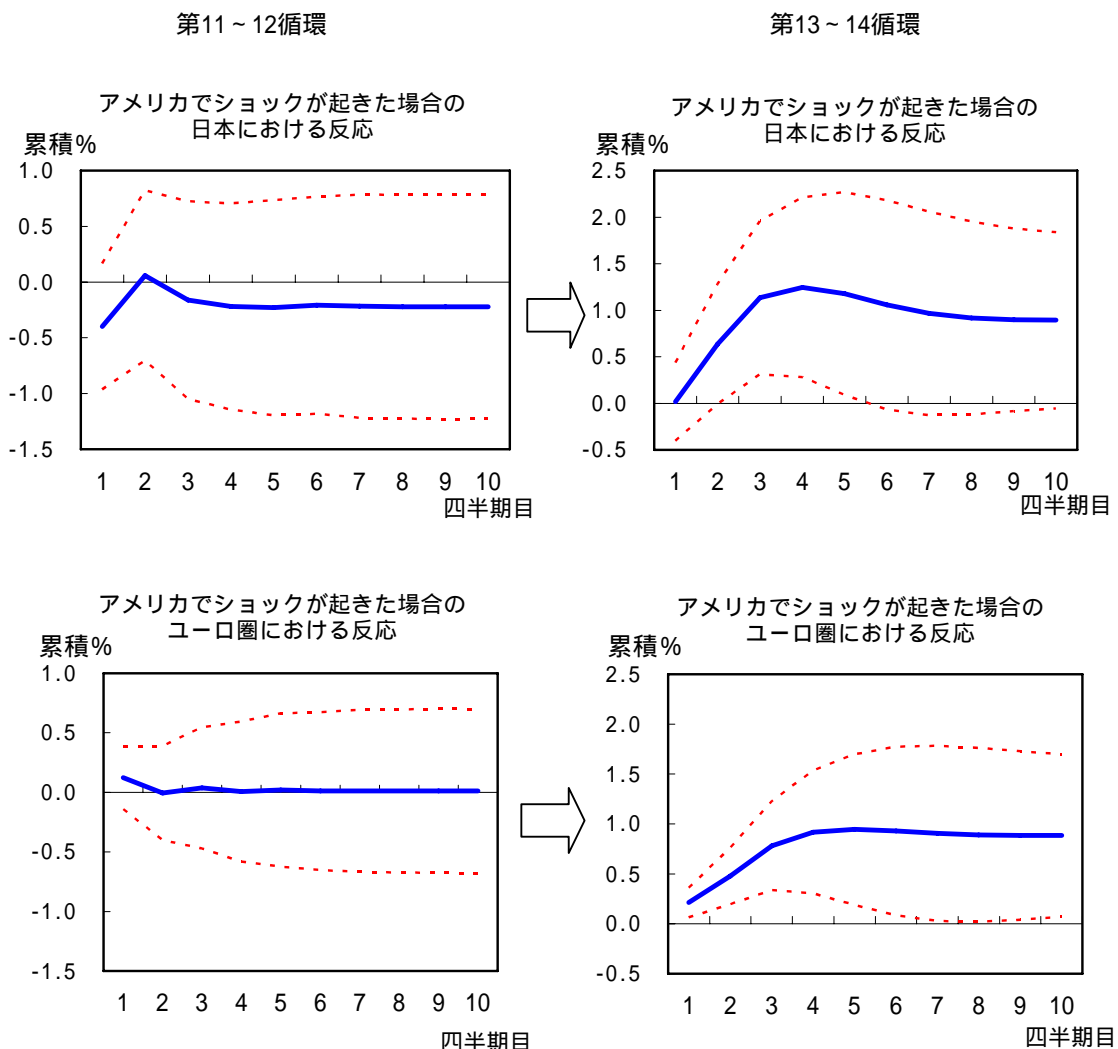 第11～12循環
第13～14循環
アメリカでショックが起きた場合の
日本における反応
累積%
1.0
0.5
0.0
-0.5
-1.0
-1.5
1 2 3 4 5 6 7 8 9 10
四半期目
アメリカでショックが起きた場合の
日本における反応
累積%
2.5
2.0
1.5
1.0
0.5
0.0
-0.5
1 2 3 4 5 6 7 8 9 10
四半期目
アメリカでショックが起きた場合の
ユーロ圏における反応
累積%
1.0
0.5
0.0
-0.5
-1.0
-1.5
1 2 3 4 5 6 7 8 9 10
四半期目
アメリカでショックが起きた場合の
ユーロ圏における反応
累積%
2.5
2.0
1.5
1.0
0.5
0.0
-0.5
1 2 3 4 5 6 7 8 9 10
四半期目